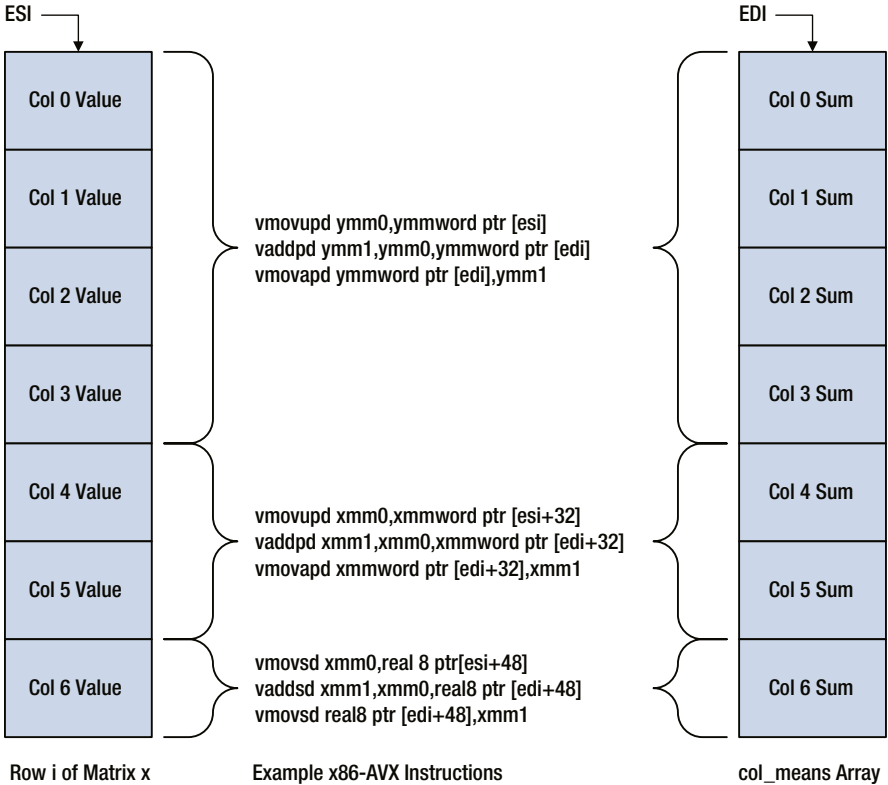 ESI
EDI
Col 0 Value
Col 1 Value
Col 2 Value
Col 3 Value
Col 4 Value
Col 5 Value
Col 6 Value
vmovupd ymm0,ymmword ptr [esi]
vaddpd ymm1,ymm0,ymmword ptr [edi]
vmovapd ymmword ptr [edi],ymm1
vmovupd xmm0,xmmword ptr [esi+32]
vaddpd xmm1,xmm0,xmmword ptr [edi+32]
vmovapd xmmword ptr [edi+32],xmm1
vmovsd xmm0,real 8 ptr[esi+48]
vaddsd xmm1,xmm0,real8 ptr [edi+48]
vmovsd real8 ptr [edi+48],xmm1
Col 0 Sum
Col 1 Sum
Col 2 Sum
Col 3 Sum
Col 4 Sum
Col 5 Sum
Col 6 Sum
Row i of Matrix x
Example x86-AVX Instructions
col_means Array